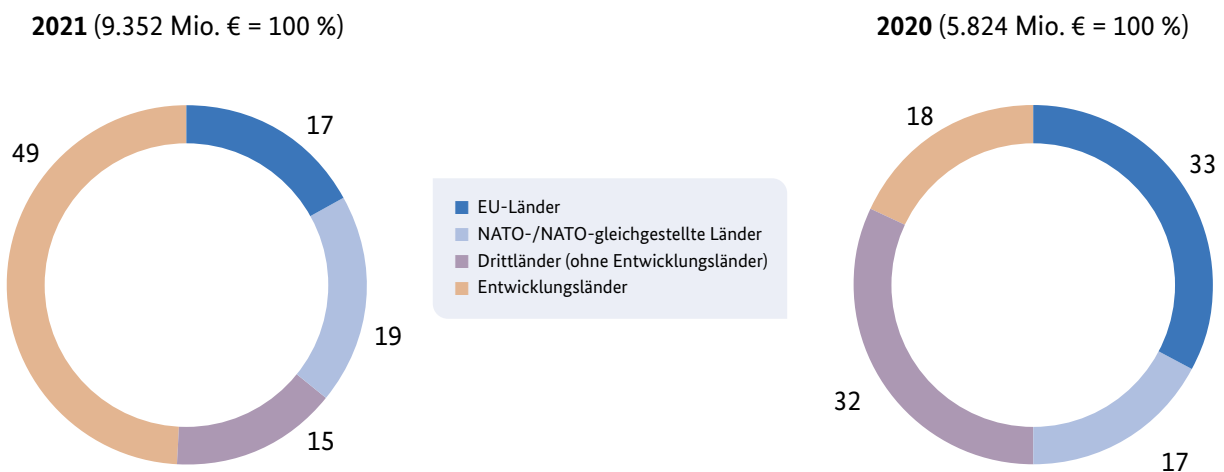 2021 (9.352 Mio. € = 100 %)
17
19
15
49
EU-Länder
NATO-/NATO-gleichgestellte Länder
Drittländer (ohne Entwicklungsländer)
Entwicklungsländer
2020 (5.824 Mio. € = 100 %)
33
17
32
18